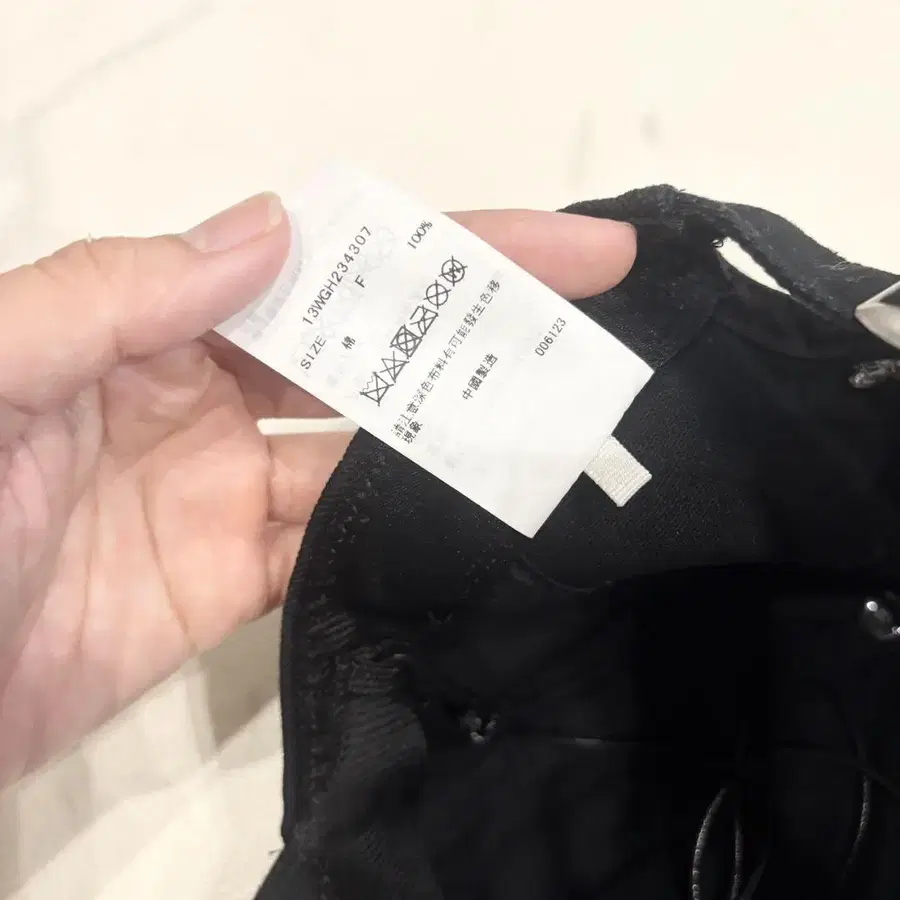 13WGH234307
SIZE F
棉 100%
請注意深色布料有可能發生色移
現象
中國製造
006123